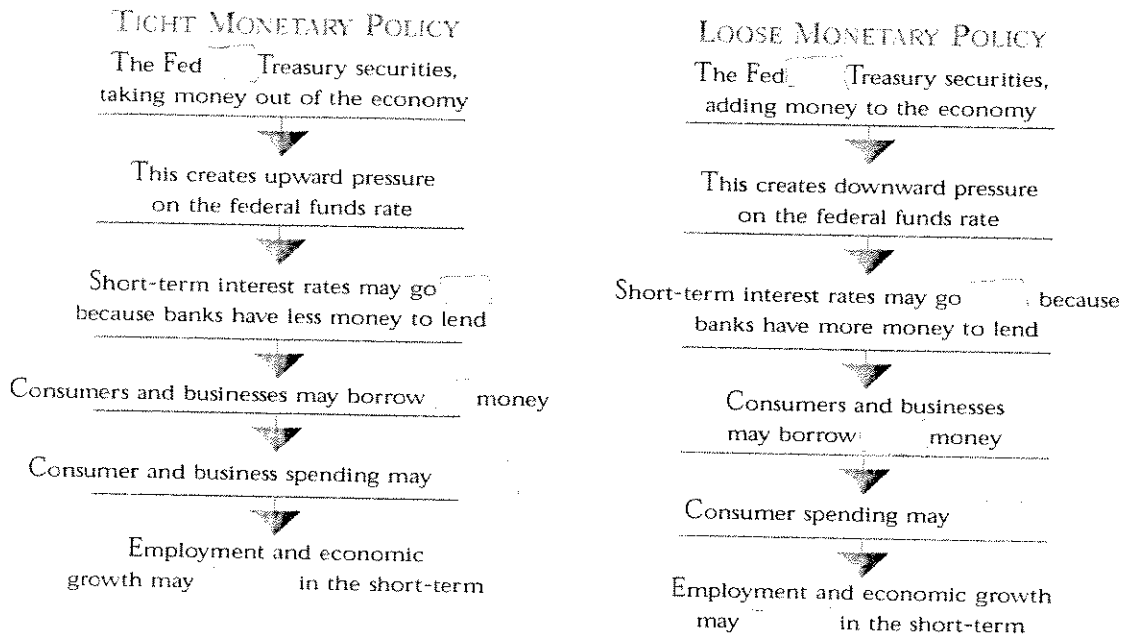 TIGHT MONETARY POLICY
The Fed Treasury securities,
taking money out of the economy
This creates upward pressure
on the federal funds rate
Short-term interest rates may go
because banks have less money to lend
Consumers and businesses may borrow money
Consumer and business spending may
Employment and economic
growth may in the short-term
LOOSE MONETARY POLICY
The Fed Treasury securities,
adding money to the economy
This creates downward pressure
on the federal funds rate
Short-term interest rates may go because
banks have more money to lend
Consumers and businesses
may borrow money
Consumer spending may
Employment and economic growth
may in the short-term